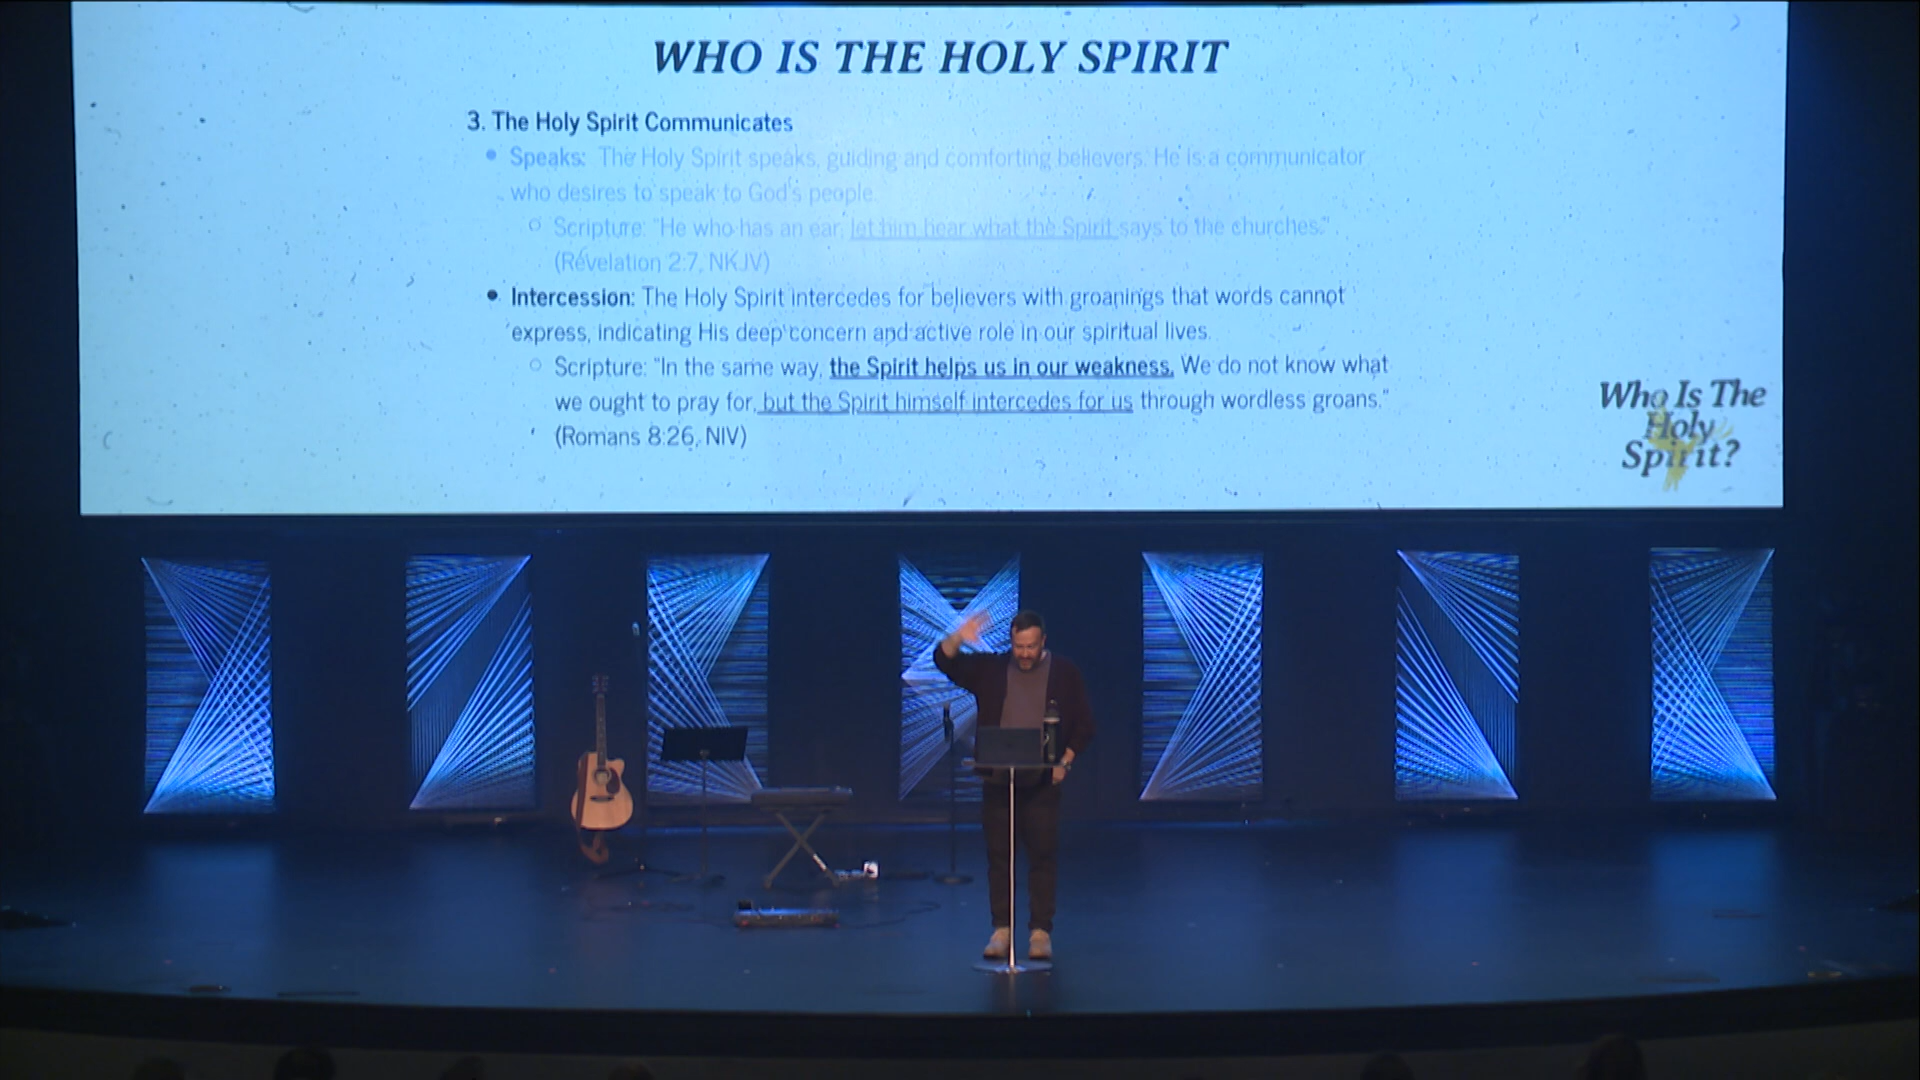 WHO IS THE HOLY SPIRIT
3. The Holy Spirit Communicates
• Speaks: The Holy Spirit speaks, guiding and comforting believers. He is a communicator
who desires to speak to God's people.
○ Scripture: "He who has an ear, let him hear what the Spirit says to the churches."
(Revelation 2:7, NKJV)
• Intercession: The Holy Spirit intercedes for believers with groanings that words cannot
express, indicating His deep concern and active role in our spiritual lives.
○ Scripture: "In the same way, the Spirit helps us in our weakness. We do not know what
we ought to pray for, but the Spirit himself intercedes for us through wordless groans."
(Romans 8:26, NIV)
Who Is The
Holy
Spirit?